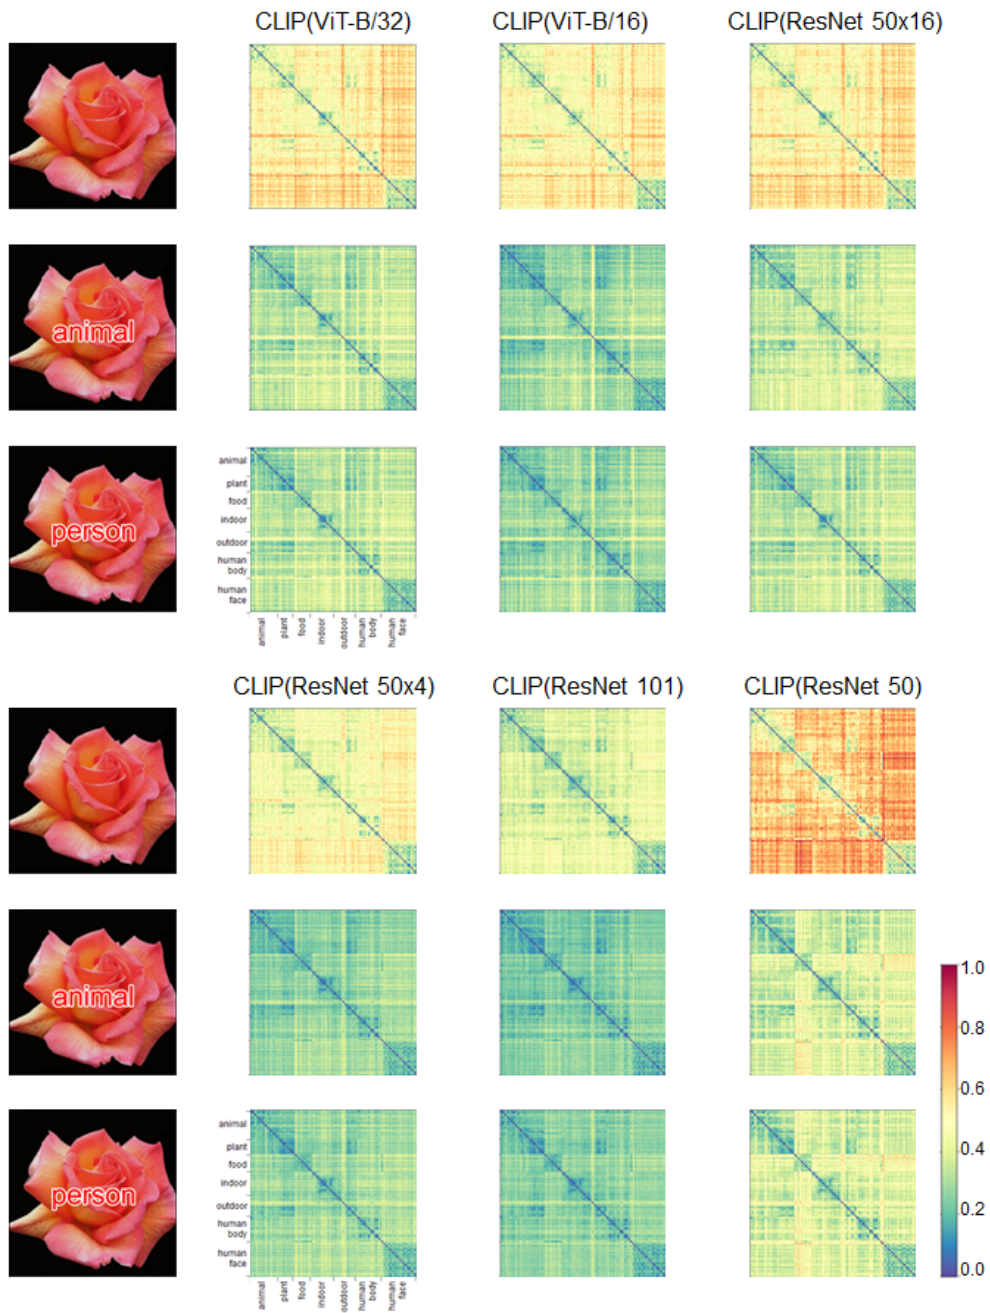 CLIP(ViT-B/32) CLIP(ViT-B/16) CLIP(ResNet 50x16)
animal
person
animal
plant
food
indoor
outdoor
human
body
human
face
animal
plant
food
indoor
outdoor
human
body
human
face
CLIP(ResNet 50x4) CLIP(ResNet 101) CLIP(ResNet 50)
animal
1.0
0.8
0.6
0.4
0.2
0.0
person
animal
plant
food
indoor
outdoor
human
body
human
face
animal
plant
food
indoor
outdoor
human
body
human
face